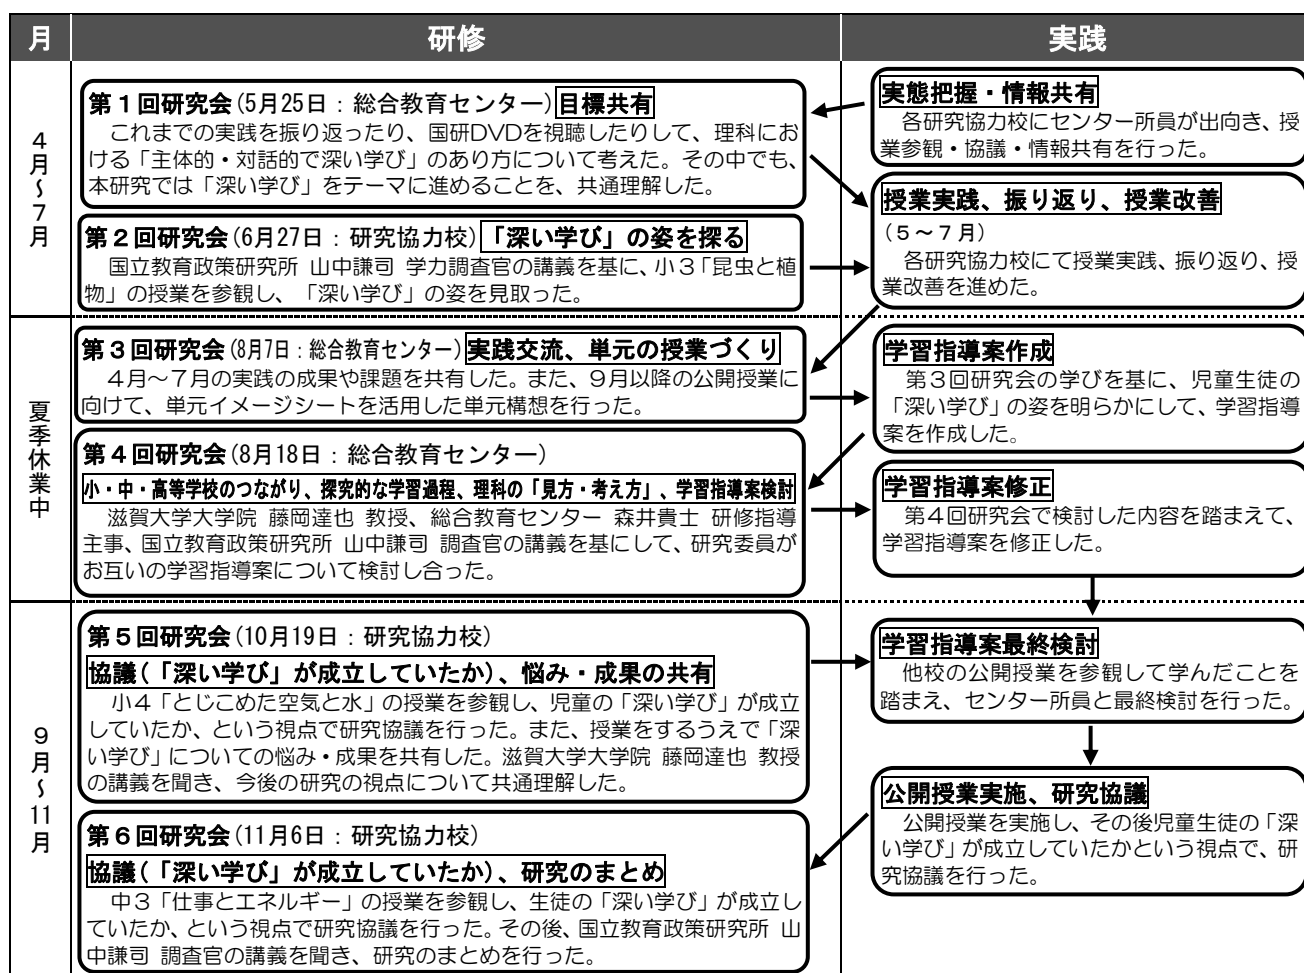 月
研修
実践
4月～7月
第1回研究会(5月25日：総合教育センター)目標共有
これまでの実践を振り返ったり、国研DVDを視聴したりして、理科にお
ける「主体的・対話的で深い学び」のあり方について考えた。その中でも、
本研究では「深い学び」をテーマに進めることを、共通理解した。
第2回研究会(6月27日：研究協力校)「深い学び」の姿を探る
国立教育政策研究所 山中謙司 学力調査官の講義を基に、小3「昆虫と植
物」の授業を参観し、「深い学び」の姿を見取った。
実態把握・情報共有
各研究協力校にセンター所員が出向き、授
業参観・協議・情報共有を行った。
授業実践、振り返り、授業改善
(5～7月)
各研究協力校にて授業実践、振り返り、授
業改善を進めた。
夏季休業中
第3回研究会(8月7日：総合教育センター)実践交流、単元の授業づくり
4月～7月の実践の成果や課題を共有した。また、9月以降の公開授業に
向けて、単元イメージシートを活用した単元構想を行った。
第4回研究会(8月18日：総合教育センター)
小・中・高等学校のつながり、探究的な学習過程、理科の「見方・考え方」、学習指導案検討
滋賀大学大学院 藤岡達也 教授、総合教育センター 森井貴士 研修指導
主事、国立教育政策研究所 山中謙司 調査官の講義を基にして、研究委員が
お互いの学習指導案について検討し合った。
学習指導案作成
第3回研究会の学びを基に、児童生徒の
「深い学び」の姿を明らかにして、学習指導
案を作成した。
学習指導案修正
第4回研究会で検討した内容を踏まえて、
学習指導案を修正した。
9月～11月
第5回研究会(10月19日：研究協力校)
協議(「深い学び」が成立していたか)、悩み・成果の共有
小4「とじこめた空気と水」の授業を参観し、児童の「深い学び」が成立
していたか、という視点で研究協議を行った。また、授業をするうえで「深
い学び」についての悩み・成果を共有した。滋賀大学大学院 藤岡達也 教授
の講義を聞き、今後の研究の視点について共通理解した。
第6回研究会(11月6日：研究協力校)
協議(「深い学び」が成立していたか)、研究のまとめ
中3「仕事とエネルギー」の授業を参観し、生徒の「深い学び」が成立し
ていたか、という視点で研究協議を行った。その後、国立教育政策研究所 山
中謙司 調査官の講義を聞き、研究のまとめを行った。
学習指導案最終検討
他校の公開授業を参観して学んだことを
踏まえ、センター所員と最終検討を行った。
公開授業実施、研究協議
公開授業を実施し、その後児童生徒の「深
い学び」が成立していたかという視点で、研
究協議を行った。